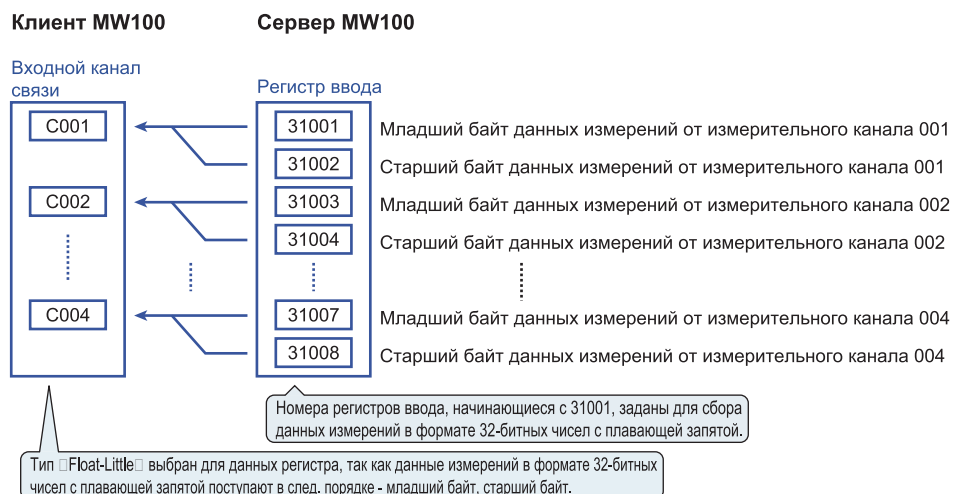 Клиент MW100
Сервер MW100
Входной канал
связи
Регистр ввода
C001
31001
Младший байт данных измерений от измерительного канала 001
31002
Старший байт данных измерений от измерительного канала 001
C002
31003
Младший байт данных измерений от измерительного канала 002
31004
Старший байт данных измерений от измерительного канала 002
C004
31007
Младший байт данных измерений от измерительного канала 004
31008
Старший байт данных измерений от измерительного канала 004
Номера регистров ввода, начинающиеся с 31001, заданы для сбора
данных измерений в формате 32-битных чисел с плавающей запятой.
Тип □Float-Little□ выбран для данных регистра, так как данные измерений в формате 32-битных
чисел с плавающей запятой поступают в след. порядке - младший байт, старший байт.